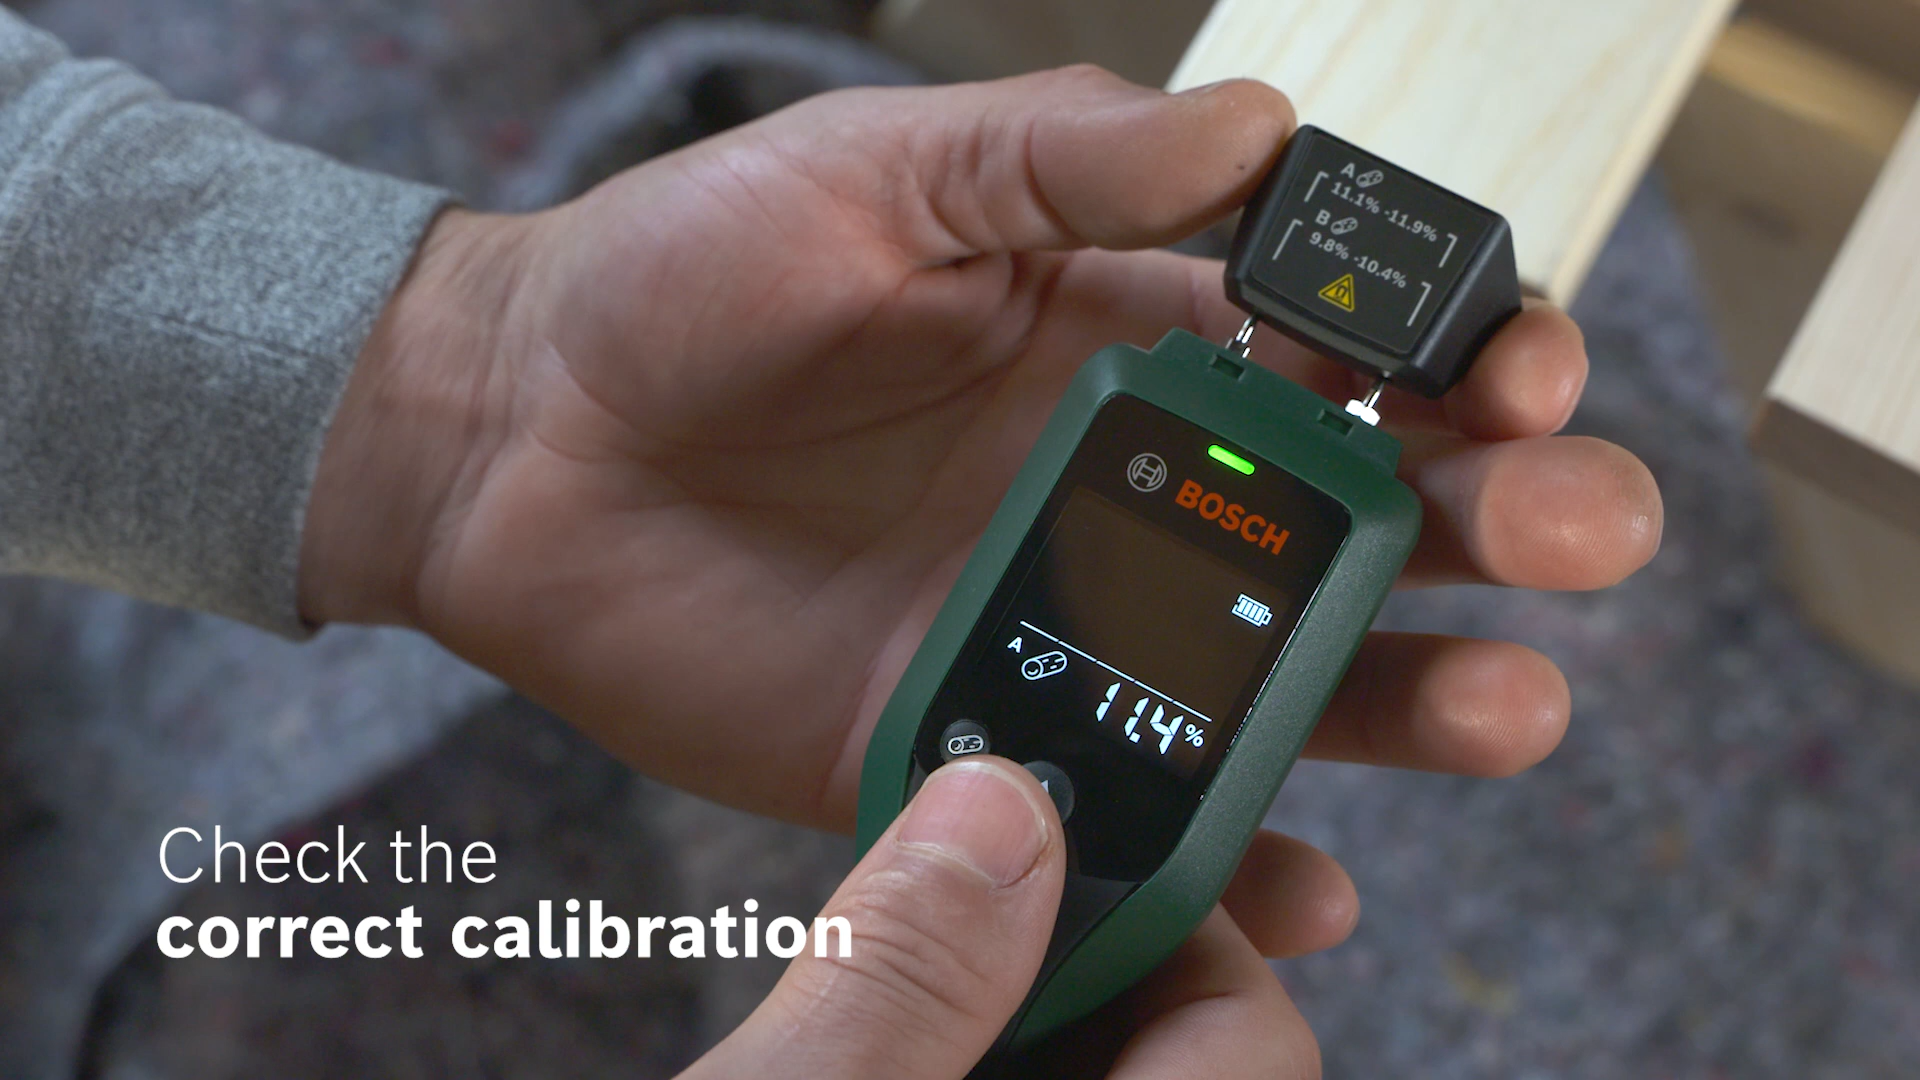 A
11.1% -11.9%
B
9.8% -10.4%
BOSCH
A
11.4%
Check the
correct calibration